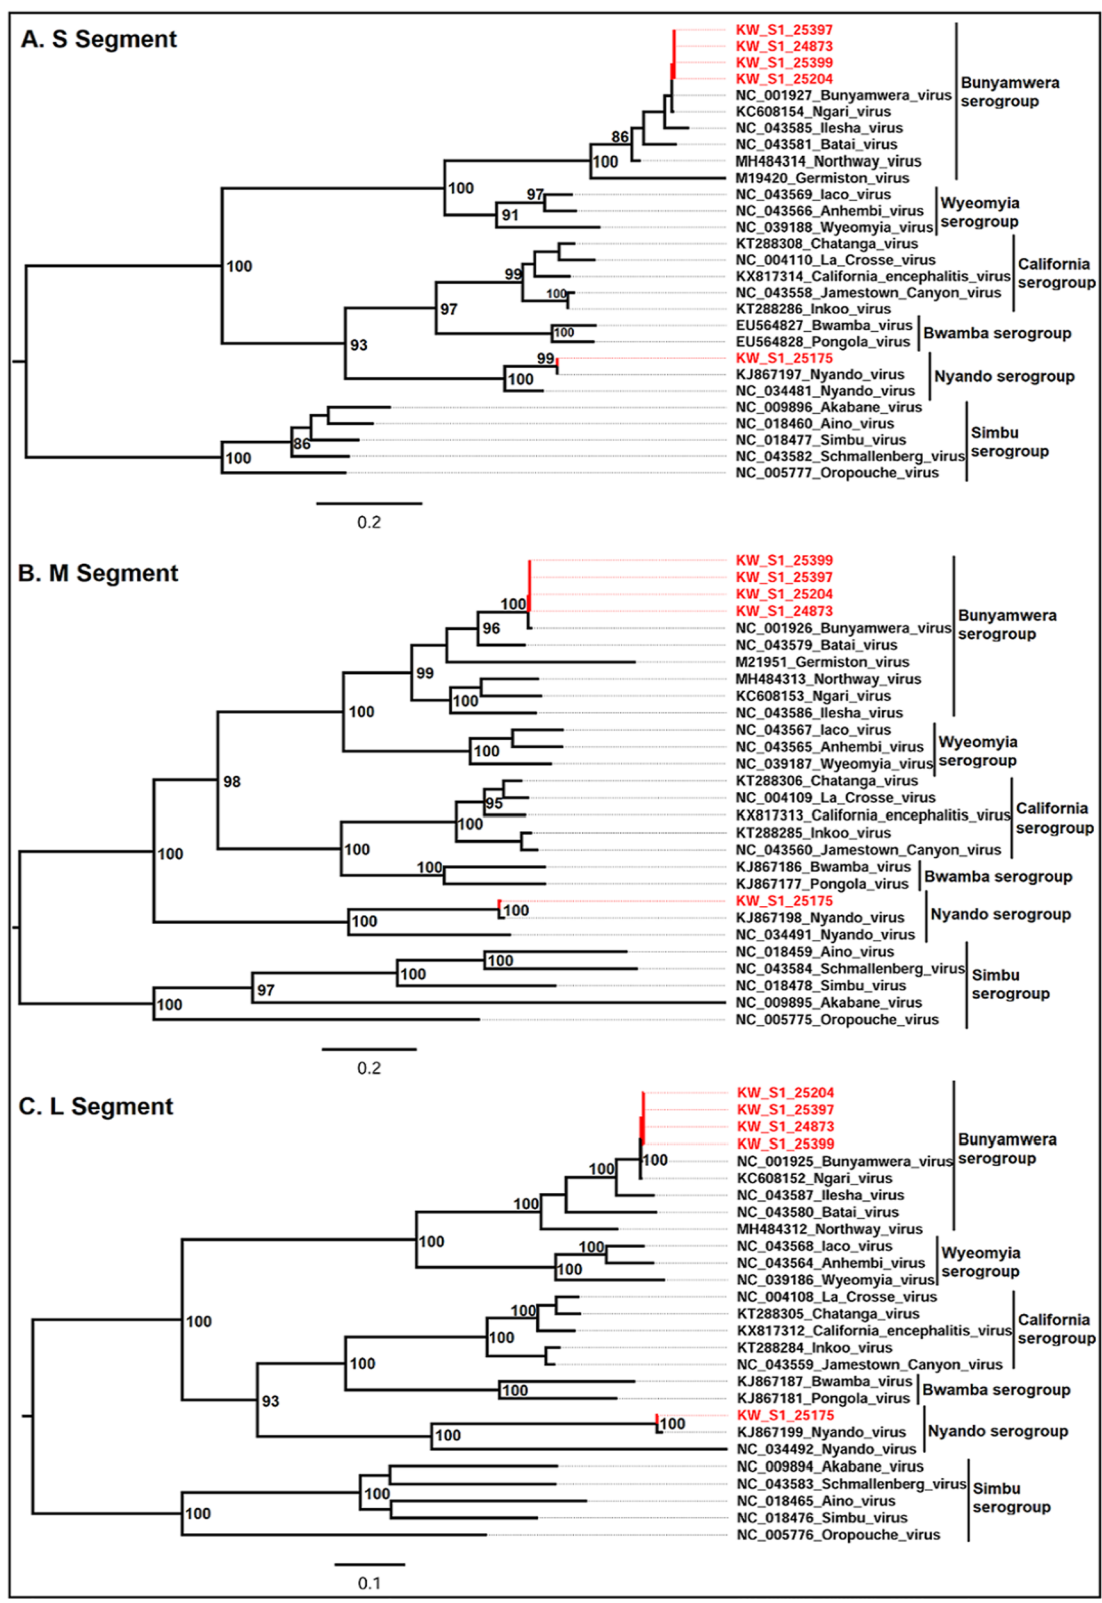 A. S Segment
KW_S1_25397
KW_S1_24873
KW_S1_25399
KW_S1_25204
NC_001927_Bunyamwera_virus
KC608154_Ngari_virus
NC_043585_Ilesha_virus
NC_043581_Batai_virus
MH484314_Northway_virus
M19420_Germiston_virus
Bunyamwera
serogroup
NC_043569_Iaco_virus
NC_043566_Anhembi_virus
NC_039188_Wyeomyia_virus
Wyeomyia
serogroup
KT288308_Chatanga_virus
NC_004110_La_Crosse_virus
KX817314_California_encephalitis_virus
NC_043558_Jamestown_Canyon_virus
KT288286_Inkoo_virus
California
serogroup
EU564827_Bwamba_virus
EU564828_Pongola_virus
Bwamba serogroup
KW_S1_25175
KJ867197_Nyando_virus
NC_034481_Nyando_virus
Nyando serogroup
NC_009896_Akabane_virus
NC_018460_Aino_virus
NC_018477_Simbu_virus
NC_043582_Schmallenberg_virus
NC_005777_Oropouche_virus
Simbu
serogroup
86
100
100
97
91
100
99
100
97
100
93
99
100
86
100
0.2
B. M Segment
KW_S1_25399
KW_S1_25397
KW_S1_25204
KW_S1_24873
NC_001926_Bunyamwera_virus
NC_043579_Batai_virus
M21951_Germiston_virus
MH484313_Northway_virus
KC608153_Ngari_virus
NC_043586_Ilesha_virus
Bunyamwera
serogroup
NC_043567_Iaco_virus
NC_043565_Anhembi_virus
NC_039187_Wyeomyia_virus
Wyeomyia
serogroup
KT288306_Chatanga_virus
NC_004109_La_Crosse_virus
KX817313_California_encephalitis_virus
KT288285_Inkoo_virus
NC_043560_Jamestown_Canyon_virus
California
serogroup
KJ867186_Bwamba_virus
KJ867177_Pongola_virus
Bwamba serogroup
KW_S1_25175
KJ867198_Nyando_virus
NC_034491_Nyando_virus
Nyando serogroup
NC_018459_Aino_virus
NC_043584_Schmallenberg_virus
NC_018478_Simbu_virus
NC_009895_Akabane_virus
NC_005775_Oropouche_virus
Simbu
serogroup
100
96
99
100
100
100
98
95
100
100
100
100
100
100
100
100
97
100
0.2
C. L Segment
KW_S1_25204
KW_S1_25397
KW_S1_24873
KW_S1_25399
NC_001925_Bunyamwera_virus
KC608152_Ngari_virus
NC_043587_Ilesha_virus
NC_043580_Batai_virus
MH484312_Northway_virus
Bunyamwera
serogroup
NC_043568_Iaco_virus
NC_043564_Anhembi_virus
NC_039186_Wyeomyia_virus
Wyeomyia
serogroup
NC_004108_La_Crosse_virus
KT288305_Chatanga_virus
KX817312_California_encephalitis_virus
KT288284_Inkoo_virus
NC_043559_Jamestown_Canyon_virus
California
serogroup
KJ867187_Bwamba_virus
KJ867181_Pongola_virus
Bwamba serogroup
KW_S1_25175
KJ867199_Nyando_virus
NC_034492_Nyando_virus
Nyando serogroup
NC_009894_Akabane_virus
NC_043583_Schmallenberg_virus
NC_018465_Aino_virus
NC_018476_Simbu_virus
NC_005776_Oropouche_virus
Simbu
serogroup
100
100
100
100
100
100
100
100
100
100
100
93
100
100
100
100
0.1